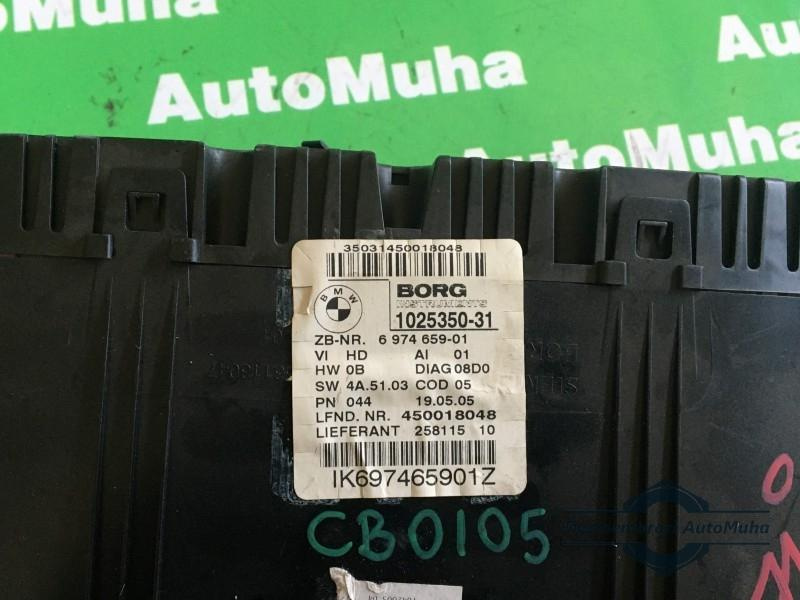 AutoMuha
AutoMuha
35031450018048
BMW
BORG
INSTRUMENTS
1025350-31
ZB-NR. 6 974 659-01
VI HD AI 01
HW 0B DIAG 08D0
SW 4A.51.03 COD 05
PN 044 19.05.05
LFND. NR. 450018048
LIEFERANT 258115 10
IK697465901Z
CB0105
AutoMuha